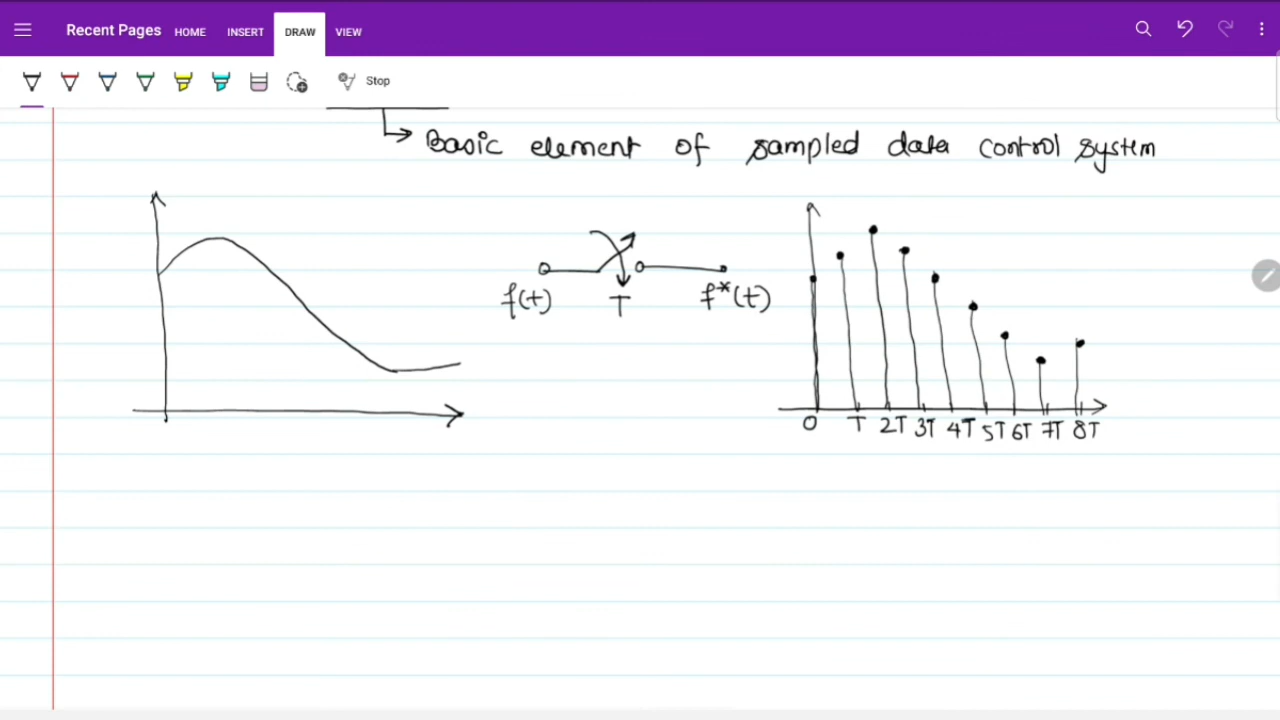 Recent Pages HOME INSERT DRAW VIEW
Stop
Basic element of sampled data control system
f(t) T f*(t)
0 T 2T 3T 4T 5T 6T 7T 8T